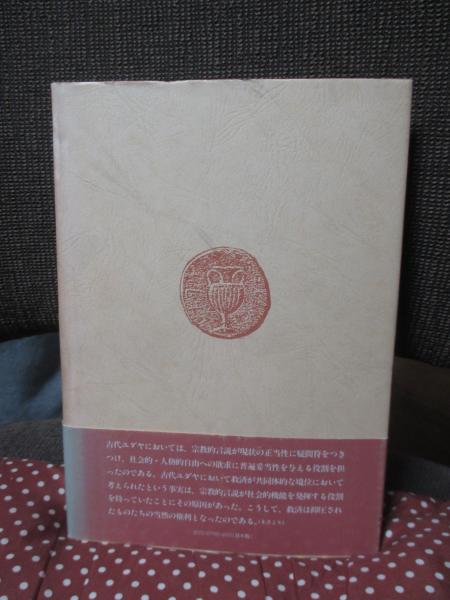 古代ユダヤにおいては、宗教的言説が現状の正当性に疑問符をつき
つけ、社会的・人格的自由への欲求に普遍妥当性を与える役割を担
ったのである。古代ユダヤにおいて救済が共同体的な境位において
考えられたという事実は、宗教的言説が社会的機能を発揮する役割
を持っていたことにその原因があった。こうして、救済は抑圧され
たものたちの当然の権利となったのである。(本書より)